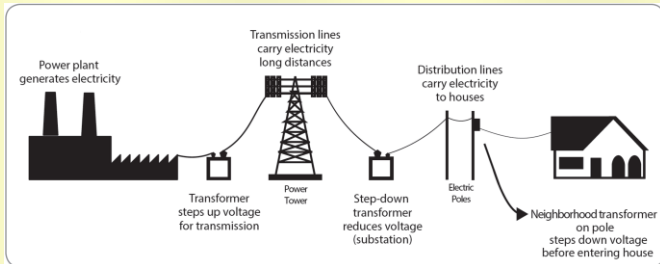 Power plant
generates electricity
Transformer
steps up voltage
for transmission
Transmission lines
carry electricity
long distances
Power
Tower
Step-down
transformer
reduces voltage
(substation)
Distribution lines
carry electricity
to houses
Electric
Poles
Neighborhood transformer
on pole
steps down voltage
before entering house